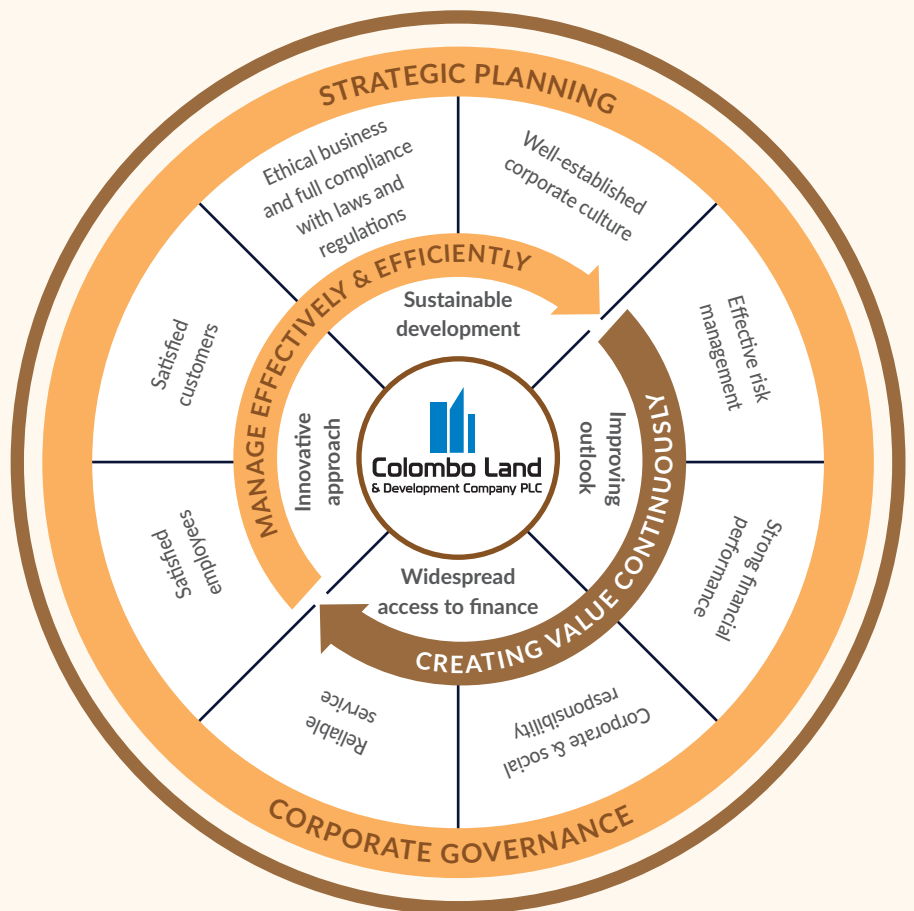 STRATEGIC PLANNING
Ethical business
and full compliance
with laws and
regulations
Well-established
corporate culture
Effective risk
management
Strong financial
performance
Corporate & social
responsibility
Reliable
service
Satisfied
employees
Satisfied
customers
MANAGE EFFECTIVELY & EFFICIENTLY
CREATING VALUE CONTINUOUSLY
Sustainable
development
Improving
outlook
Widespread
access to finance
Innovative
approach
Colombo Land
& Development Company PLC
CORPORATE GOVERNANCE